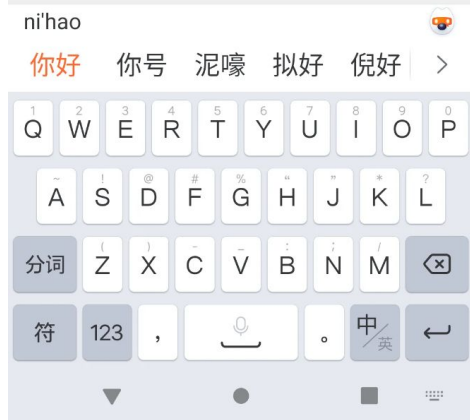 ni'hao
你好 你号 泥嚎 拟好 倪好
1 2 3 4 5 6 7 8 9 0
Q W E R T Y U I O P
~ ! @ # % “ ” * ?
A S D F G H J K L
( ) - _ : ; /
分词 Z X C V B N M
符 123 , 。 中/英